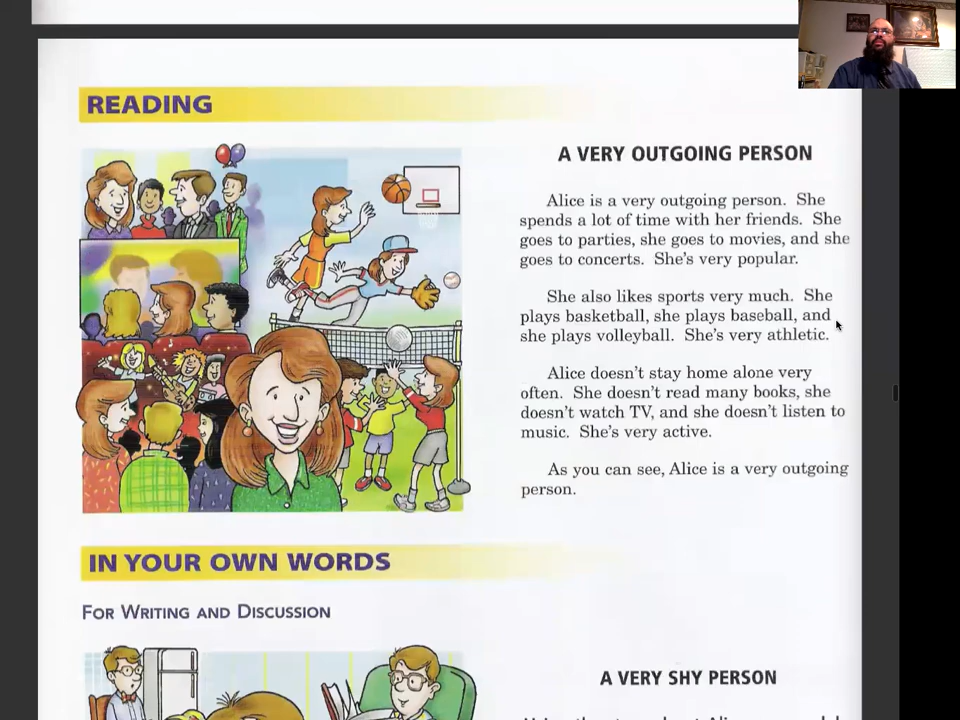 READING
A VERY OUTGOING PERSON
Alice is a very outgoing person. She
spends a lot of time with her friends. She
goes to parties, she goes to movies, and she
goes to concerts. She's very popular.
She also likes sports very much. She
plays basketball, she plays baseball, and
she plays volleyball. She's very athletic.
Alice doesn't stay home alone very
often. She doesn't read many books, she
doesn't watch TV, and she doesn't listen to
music. She's very active.
As you can see, Alice is a very outgoing
person.
IN YOUR OWN WORDS
FOR WRITING AND DISCUSSION
A VERY SHY PERSON